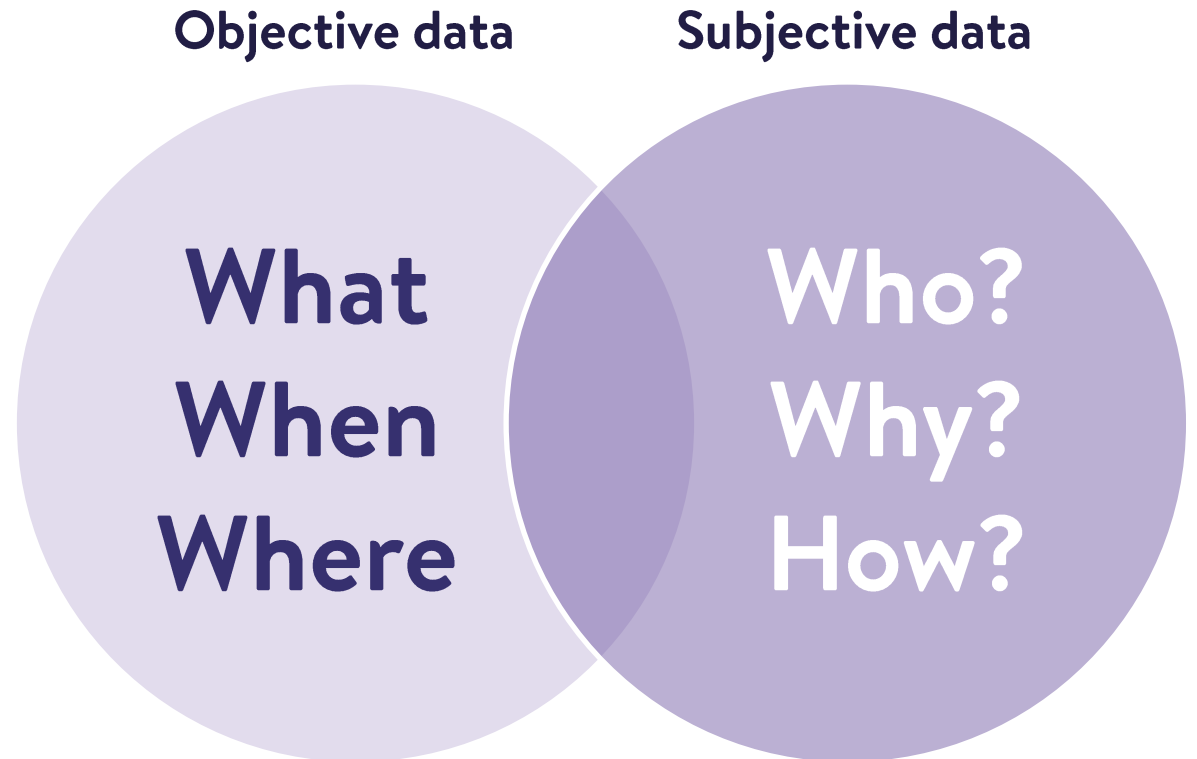 Objective data
What
When
Where
Subjective data
Who?
Why?
How?